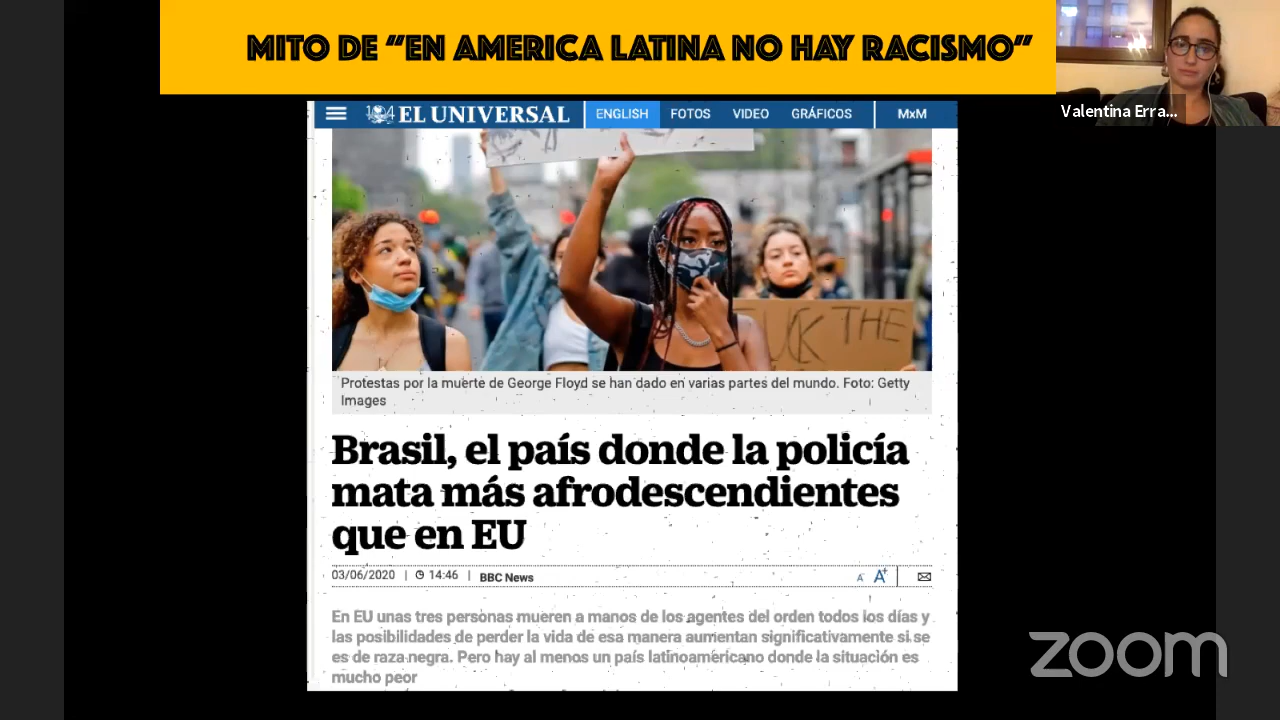 MITO DE “EN AMERICA LATINA NO HAY RACISMO”
Valentina Erra...
104 EL UNIVERSAL
ENGLISH FOTOS VIDEO GRÁFICOS MxM
UCK THE
Protestas por la muerte de George Floyd se han dado en varias partes del mundo. Foto: Getty
Images
Brasil, el país donde la policía
mata más afrodescendientes
que en EU
03/06/2020 | 14:46 | BBC News
A- A+
En EU unas tres personas mueren a manos de los agentes del orden todos los días y
las posibilidades de perder la vida de esa manera aumentan significativamente si se
es de raza negra. Pero hay al menos un país latinoamericano donde la situación es
mucho peor
zoom